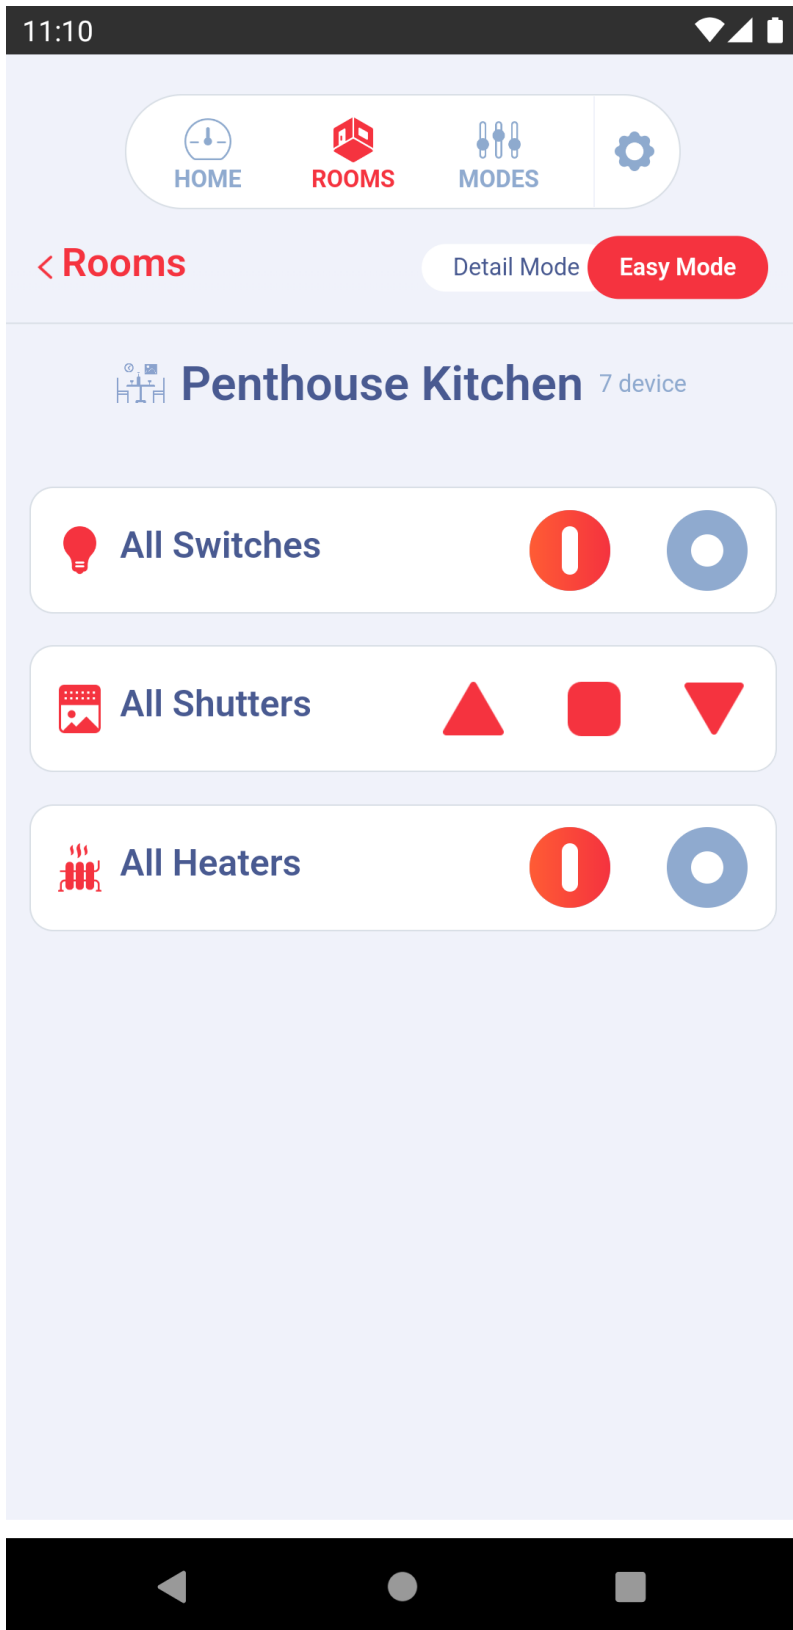 11:10
HOME ROOMS MODES
Rooms Detail Mode Easy Mode
Penthouse Kitchen 7 device
All Switches
All Shutters
All Heaters